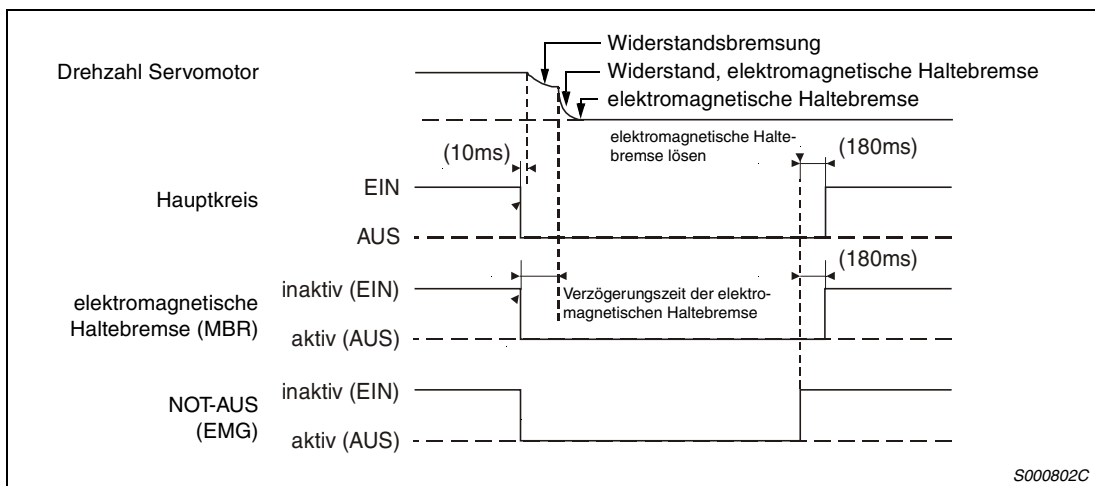 Widerstandsbremsung
Drehzahl Servomotor
Widerstand, elektromagnetische Haltebremse
elektromagnetische Haltebremse
elektromagnetische Halte-
bremse lösen
(10ms)
(180ms)
Hauptkreis
EIN
AUS
(180ms)
elektromagnetische
Haltebremse (MBR)
inaktiv (EIN)
Verzögerungszeit der elektro-
magnetischen Haltebremse
aktiv (AUS)
NOT-AUS
(EMG)
inaktiv (EIN)
aktiv (AUS)
S000802C